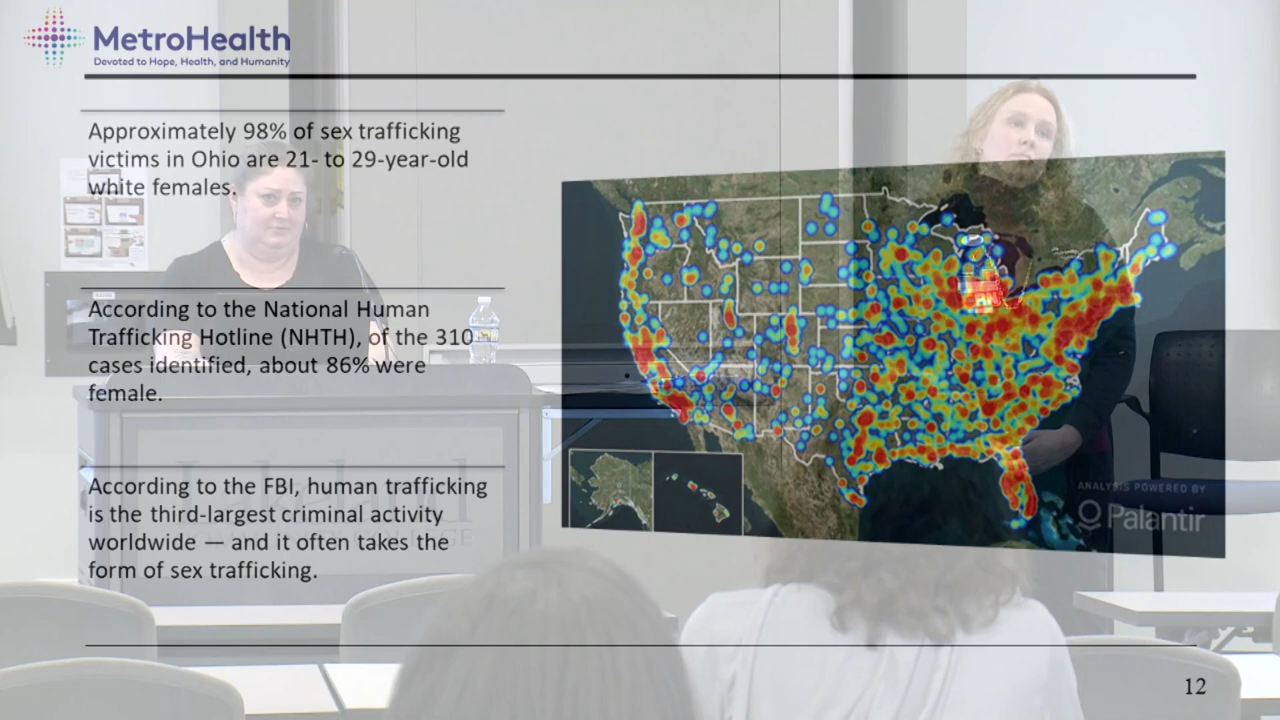 MetroHealth
Devoted to Hope, Health, and Humanity
Approximately 98% of sex trafficking
victims in Ohio are 21- to 29-year-old
white females.
According to the National Human
Trafficking Hotline (NHTH), of the 310
cases identified, about 86% were
female.
According to the FBI, human trafficking
is the third-largest criminal activity
worldwide — and it often takes the
form of sex trafficking.
ANALYSIS POWERED BY
Palantir
12